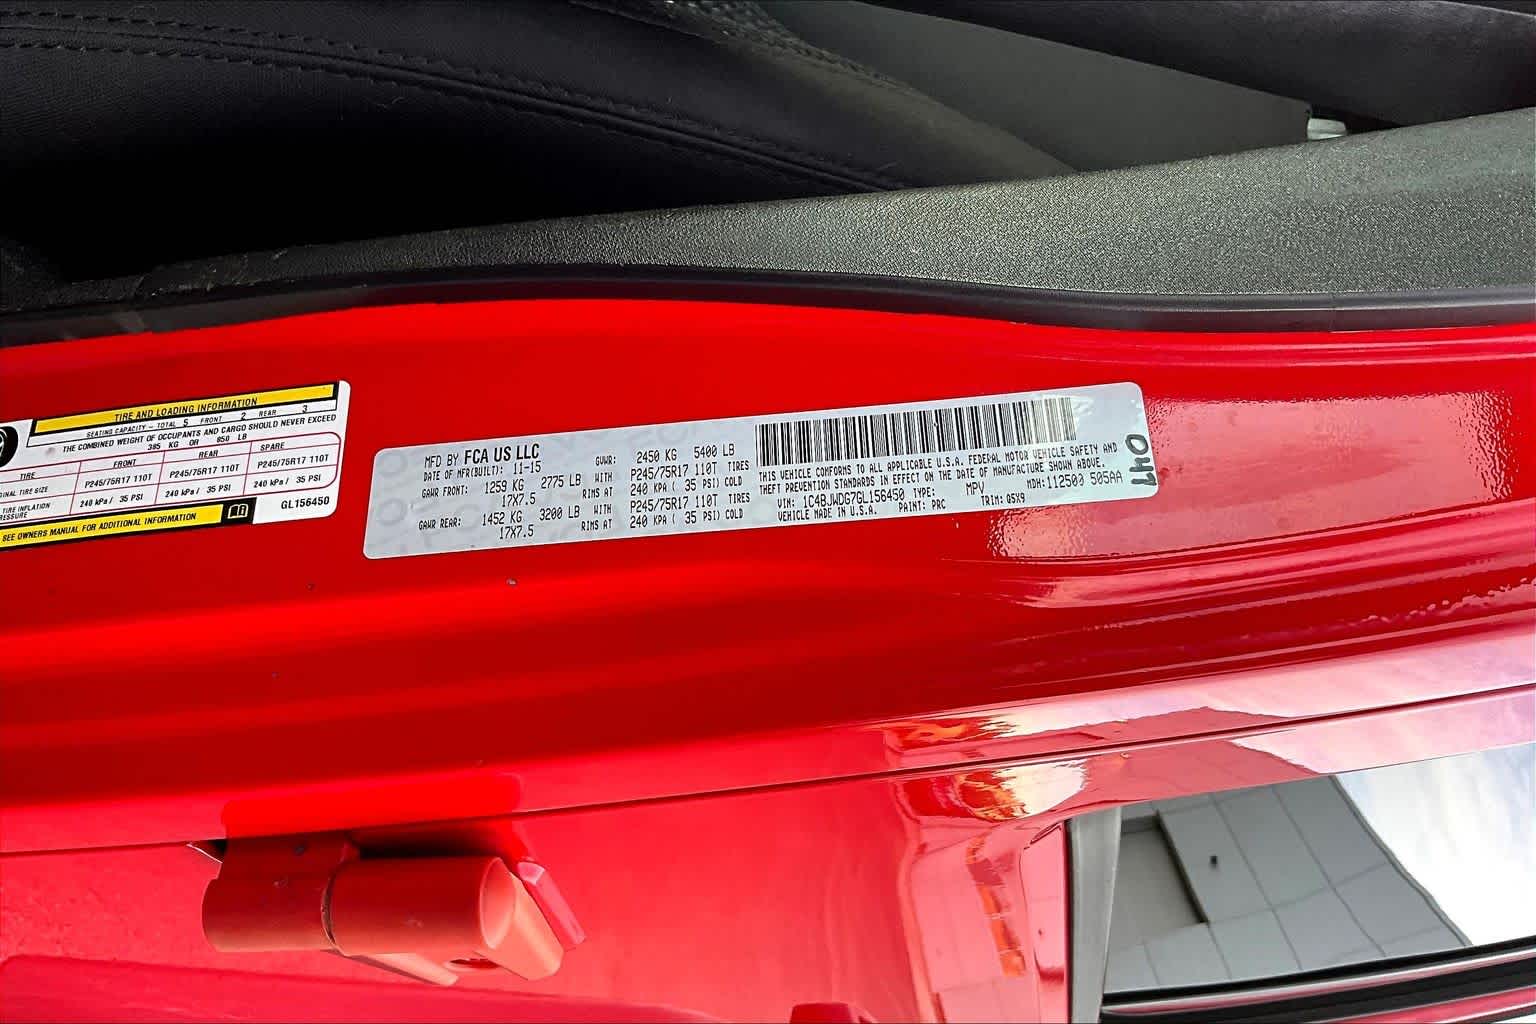 TIRE AND LOADING INFORMATION
SEATING CAPACITY - TOTAL 5 FRONT 2 REAR 3
THE COMBINED WEIGHT OF OCCUPANTS AND CARGO SHOULD NEVER EXCEED
385 KG OR 850 LB
TIRE FRONT REAR SPARE
TIRE SIZE P245/75R17 110T P245/75R17 110T P245/75R17 110T
TIRE INFLATION 240 kPa / 35 PSI 240 kPa / 35 PSI 240 kPa / 35 PSI
SEE OWNERS MANUAL FOR ADDITIONAL INFORMATION
GL156450
MFD BY FCA US LLC
DATE OF MFR(BUILT): 11-15 GVWR: 2450 KG 5400 LB
GAWR FRONT: 1259 KG 2775 LB WITH P245/75R17 110T TIRES
17X7.5 RIMS AT 240 KPA ( 35 PSI) COLD
GAWR REAR: 1452 KG 3200 LB WITH P245/75R17 110T TIRES
17X7.5 RIMS AT 240 KPA ( 35 PSI) COLD
THIS VEHICLE CONFORMS TO ALL APPLICABLE U.S.A. FEDERAL MOTOR VEHICLE SAFETY AND
THEFT PREVENTION STANDARDS IN EFFECT ON THE DATE OF MANUFACTURE SHOWN ABOVE.
VIN: 1C4BJWDG7GL156450 TYPE: MPV MDH: 112500 505AA
VEHICLE MADE IN U.S.A. PAINT: PRC TRIM: QSX9